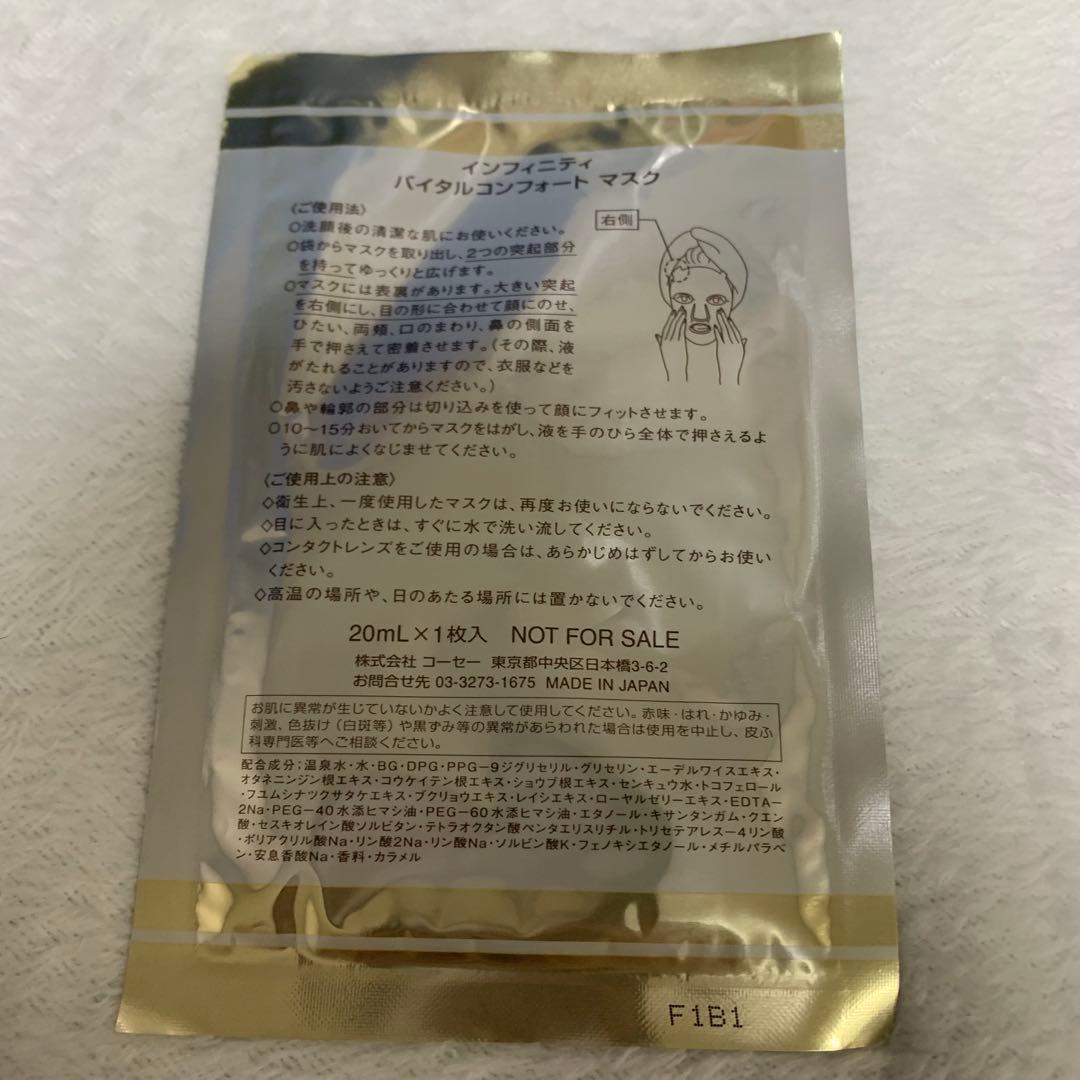 インフィニティ
バイタルコンフォート マスク
〈ご使用法〉
○洗顔後の清潔な肌にお使いください。
○袋からマスクを取り出し、2つの突起部分
を持ってゆっくりと広げます。
○マスクには表裏があります。大きい突起
を右側にし、目の形に合わせて顔にのせ、
ひたい、両頬、口のまわり、鼻の側面を
手で押さえて密着させます。(その際、液
がたれることがありますので、衣服などを
汚さないようご注意ください。)
右側
○鼻や輪郭の部分は切り込みを使って顔にフィットさせます。
○10〜15分おいてからマスクをはがし、液を手のひら全体で押さえるよ
うに肌によくなじませてください。
〈ご使用上の注意〉
◇衛生上、一度使用したマスクは、再度お使いにならないでください。
◇目に入ったときは、すぐに水で洗い流してください。
◇コンタクトレンズをご使用の場合は、あらかじめはずしてからお使い
ください。
◇高温の場所や、日のあたる場所には置かないでください。
20mL×1枚入 NOT FOR SALE
株式会社 コーセー 東京都中央区日本橋3-6-2
お問合せ先 03-3273-1675 MADE IN JAPAN
お肌に異常が生じていないかよく注意して使用してください。赤味・はれ・かゆみ・
刺激、色抜け(白斑等)や黒ずみ等の異常があらわれた場合は使用を中止し、皮ふ
科専門医等へご相談ください。
配合成分;温泉水・水・BG・DPG・PPG-9ジグリセリル・グリセリン・エーデルワイスエキス・
オタネニンジン根エキス・コウケイテン根エキス・ショウブ根エキス・センキュウ水・トコフェロール
・フユムシナツクサタケエキス・ブクリョウエキス・レイシエキス・ローヤルゼリーエキス・EDTA-
2Na・PEG-40水添ヒマシ油・PEG-60水添ヒマシ油・エタノール・キサンタンガム・クエン
酸・セスキオレイン酸ソルビタン・テトラオクタン酸ペンタエリスリチル・トリセテアレス-4リン酸
・ポリアクリル酸Na・リン酸2Na・リン酸Na・ソルビン酸K・フェノキシエタノール・メチルパラベ
ン・安息香酸Na・香料・カラメル
F1B1